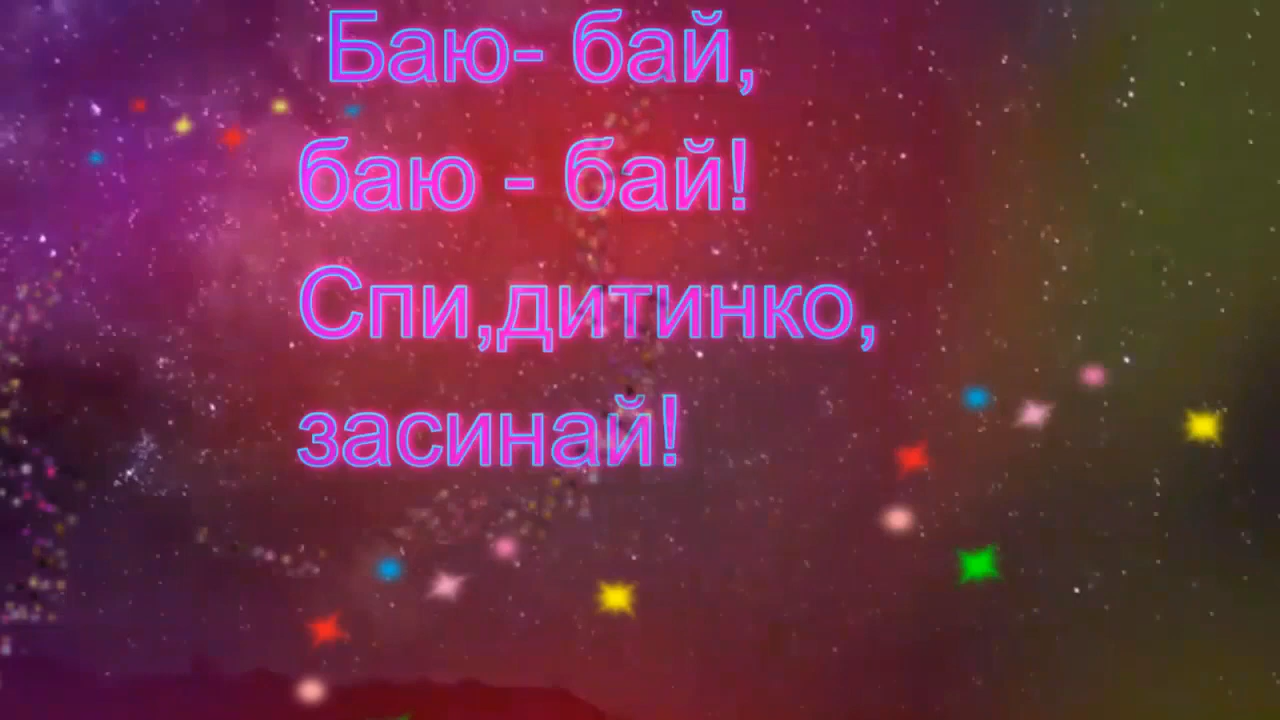 Баю- бай,
баю - бай!
Спи,дитинко,
засинай!